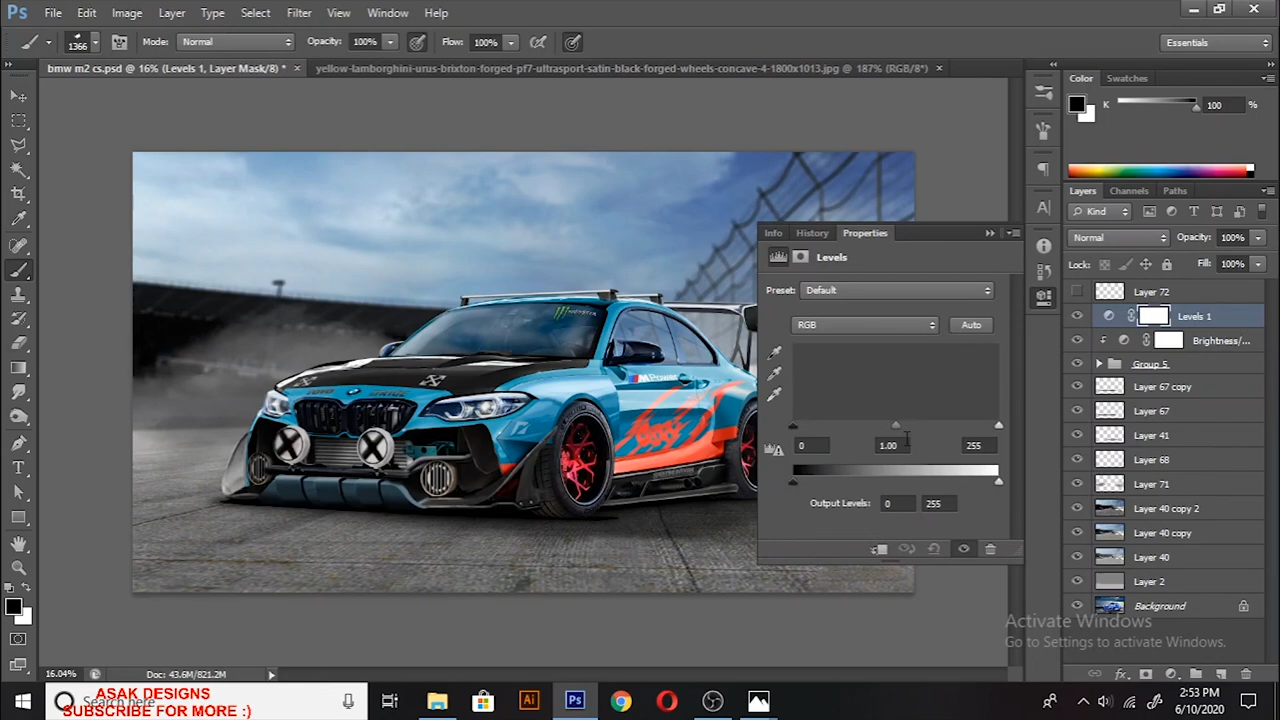 Ps File Edit Image Layer Type Select Filter 3D View Window Help
1366 Mode: Normal Opacity: 100% Flow: 100% Essentials
bmw m2 cs.psd @ 16% (Levels 1, Layer Mask/8) * × yellow-lamborghini-urus-brixton-forged-pf7-ultrasport-satin-black-forged-wheels-concave-4-1800x1013.jpg @ 187% (RGB/8*) ×
Color Swatches
K 100 %
Layers Channels Paths
Kind
Normal Opacity: 100%
Lock: Fill: 100%
Layer 72
Levels 1
Brightness/...
Group 5
Layer 67 copy
Layer 67
Layer 41
Layer 68
Layer 71
Layer 40 copy 2
Layer 40 copy
Layer 40
Layer 2
Background
Info History Properties
Levels
Preset: Default
RGB Auto
0 1.00 255
Output Levels: 0 255
M Power
Activate Windows
Go to Settings to activate Windows.
16.04% Doc: 43.6M/821.2M
ASAK DESIGNS
Search here
SUBSCRIBE FOR MORE :)
Ai Ps
2:53 PM
6/10/2020